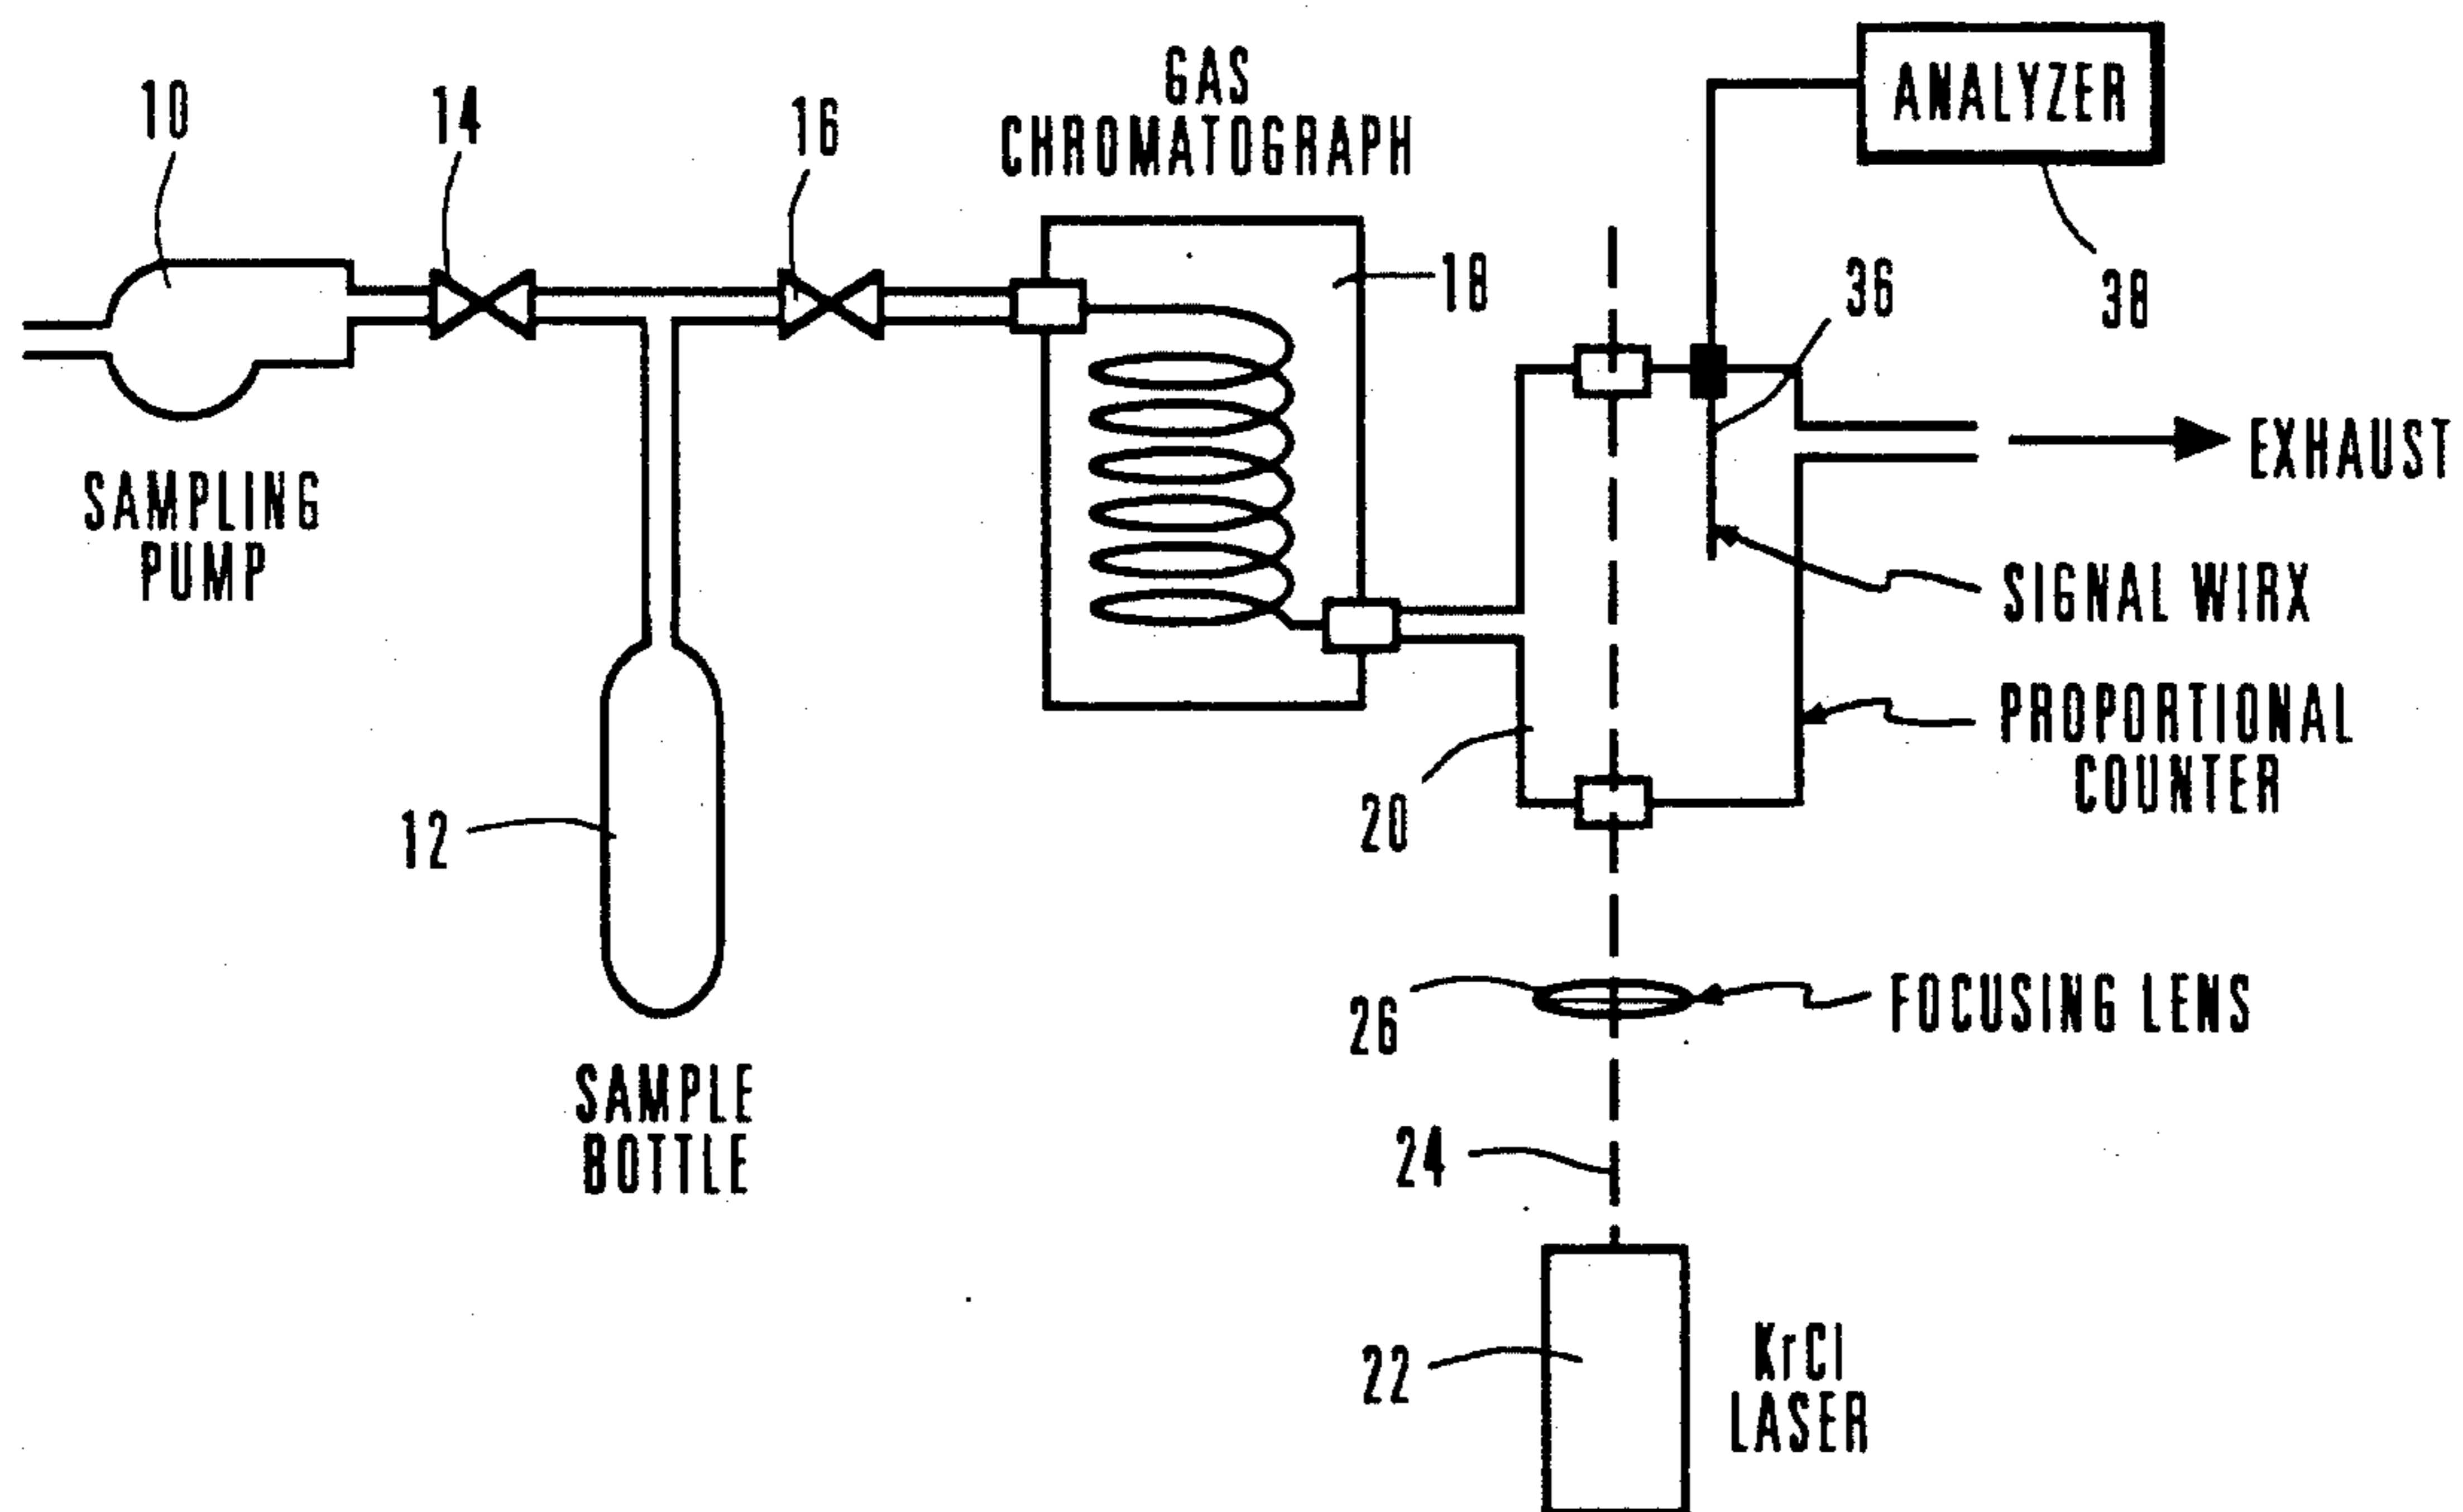 10
14
16
GAS
CHROMATOGRAPH
ANALYZER
18
36
38
SAMPLING
PUMP
EXHAUST
SIGNAL WIRX
PROPORTIONAL
COUNTER
12
20
26
FOCUSING LENS
SAMPLE
BOTTLE
24
22
KrCl
LASER